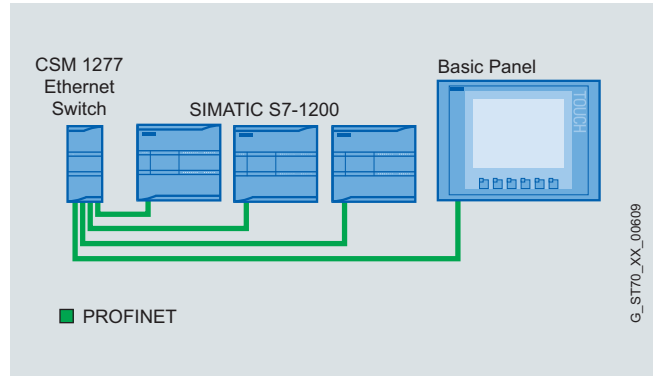 CSM 1277
Ethernet
Switch
SIMATIC S7-1200
Basic Panel
TOUCH
PROFINET
G_ST70_XX_00609